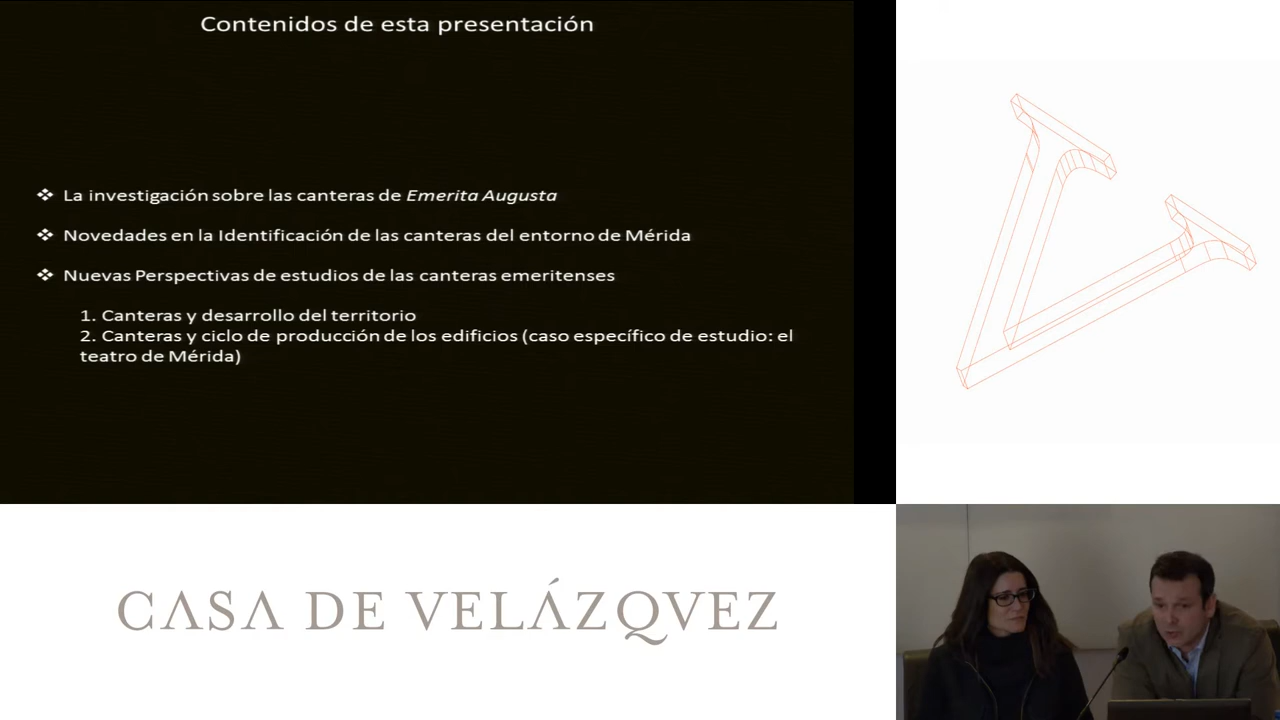 Contenidos de esta presentación
❖ La investigación sobre las canteras de Emerita Augusta
❖ Novedades en la Identificación de las canteras del entorno de Mérida
❖ Nuevas Perspectivas de estudios de las canteras emeritenses
1. Canteras y desarrollo del territorio
2. Canteras y ciclo de producción de los edificios (caso específico de estudio: el
teatro de Mérida)
CASA DE VELÁZQVEZ